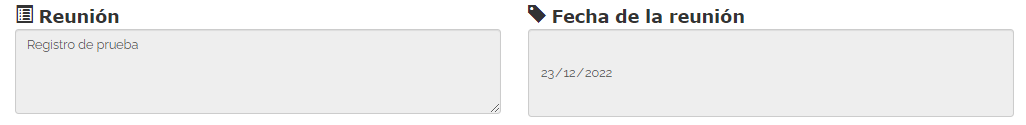 Reunión
Registro de prueba
Fecha de la reunión
23/12/2022